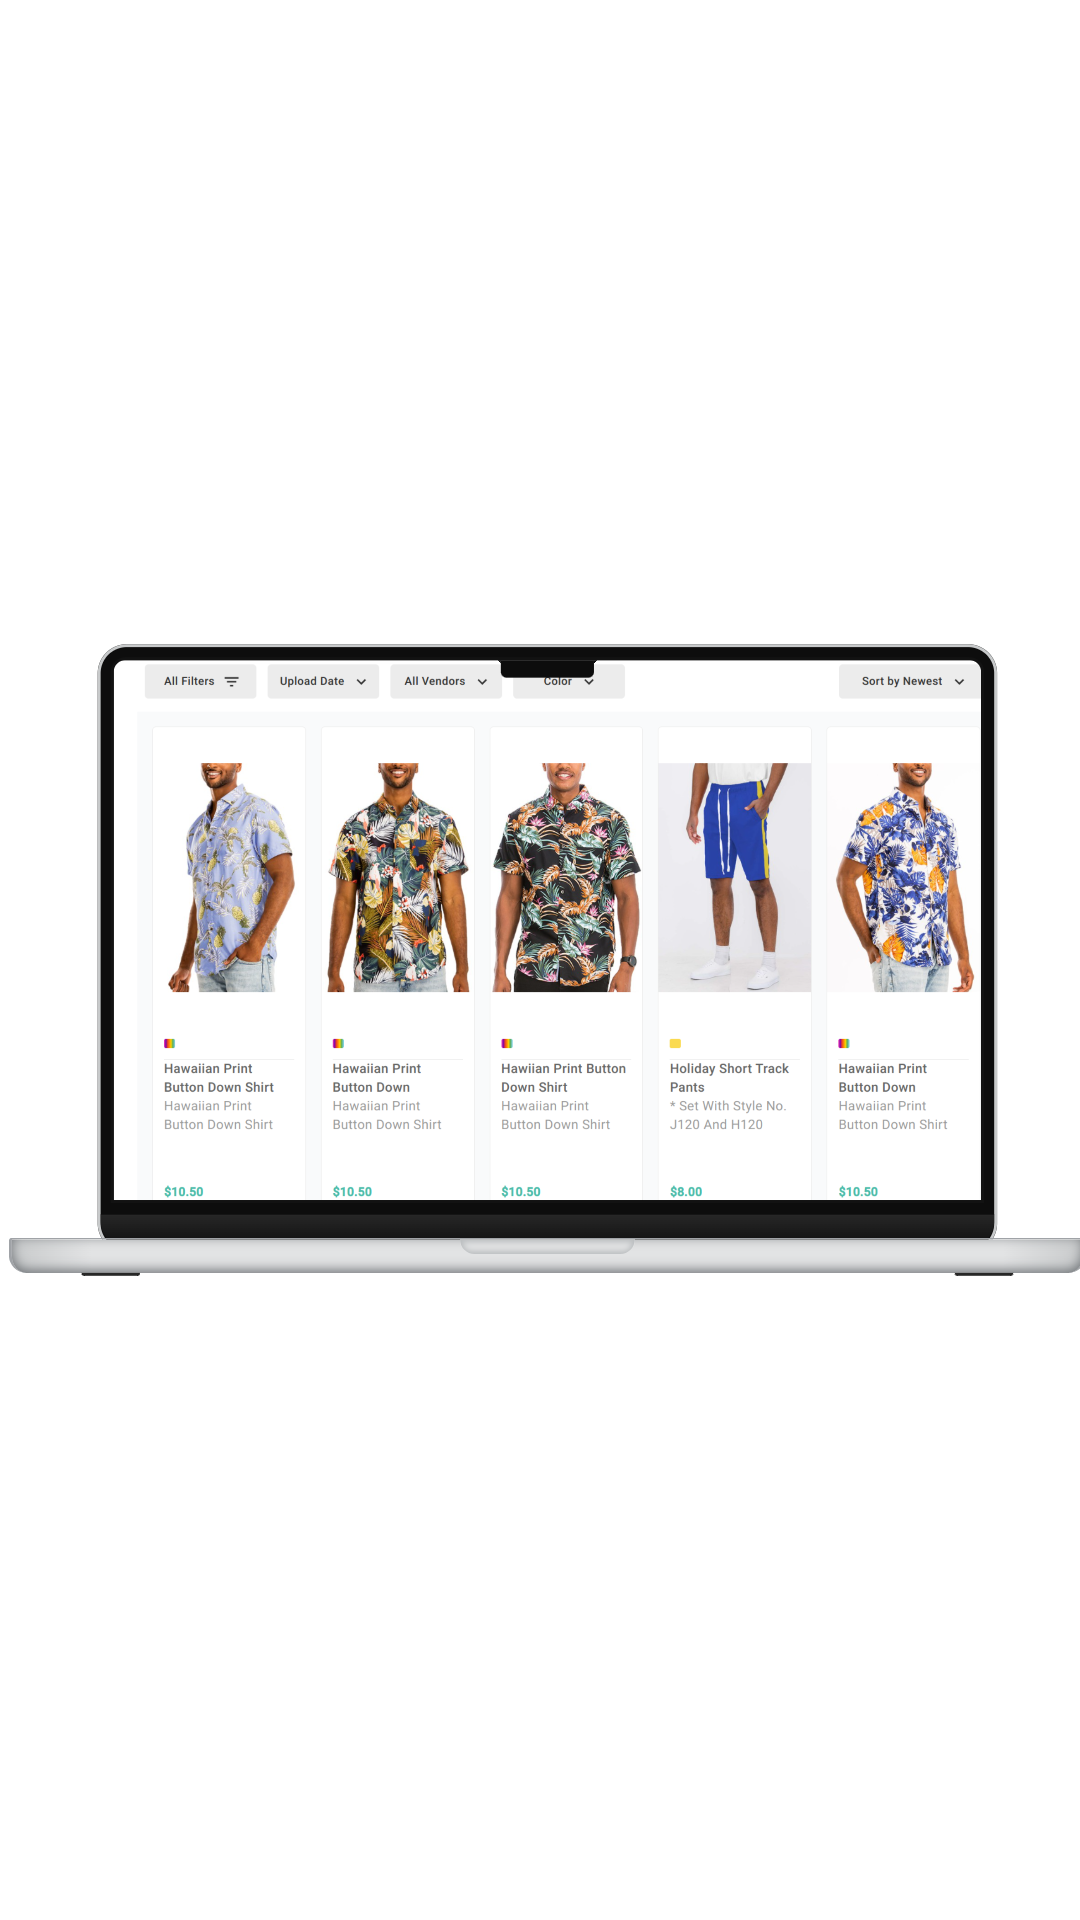 All Filters
Upload Date
All Vendors
Color
Sort by Newest
Hawaiian Print
Button Down Shirt
Hawaiian Print
Button Down Shirt
$10.50
Hawaiian Print
Button Down
Hawaiian Print
Button Down Shirt
$10.50
Hawiian Print Button
Down Shirt
Hawaiian Print
Button Down Shirt
$10.50
Holiday Short Track
Pants
* Set With Style No.
J120 And H120
$8.00
Hawaiian Print
Button Down
Hawaiian Print
Button Down Shirt
$10.50